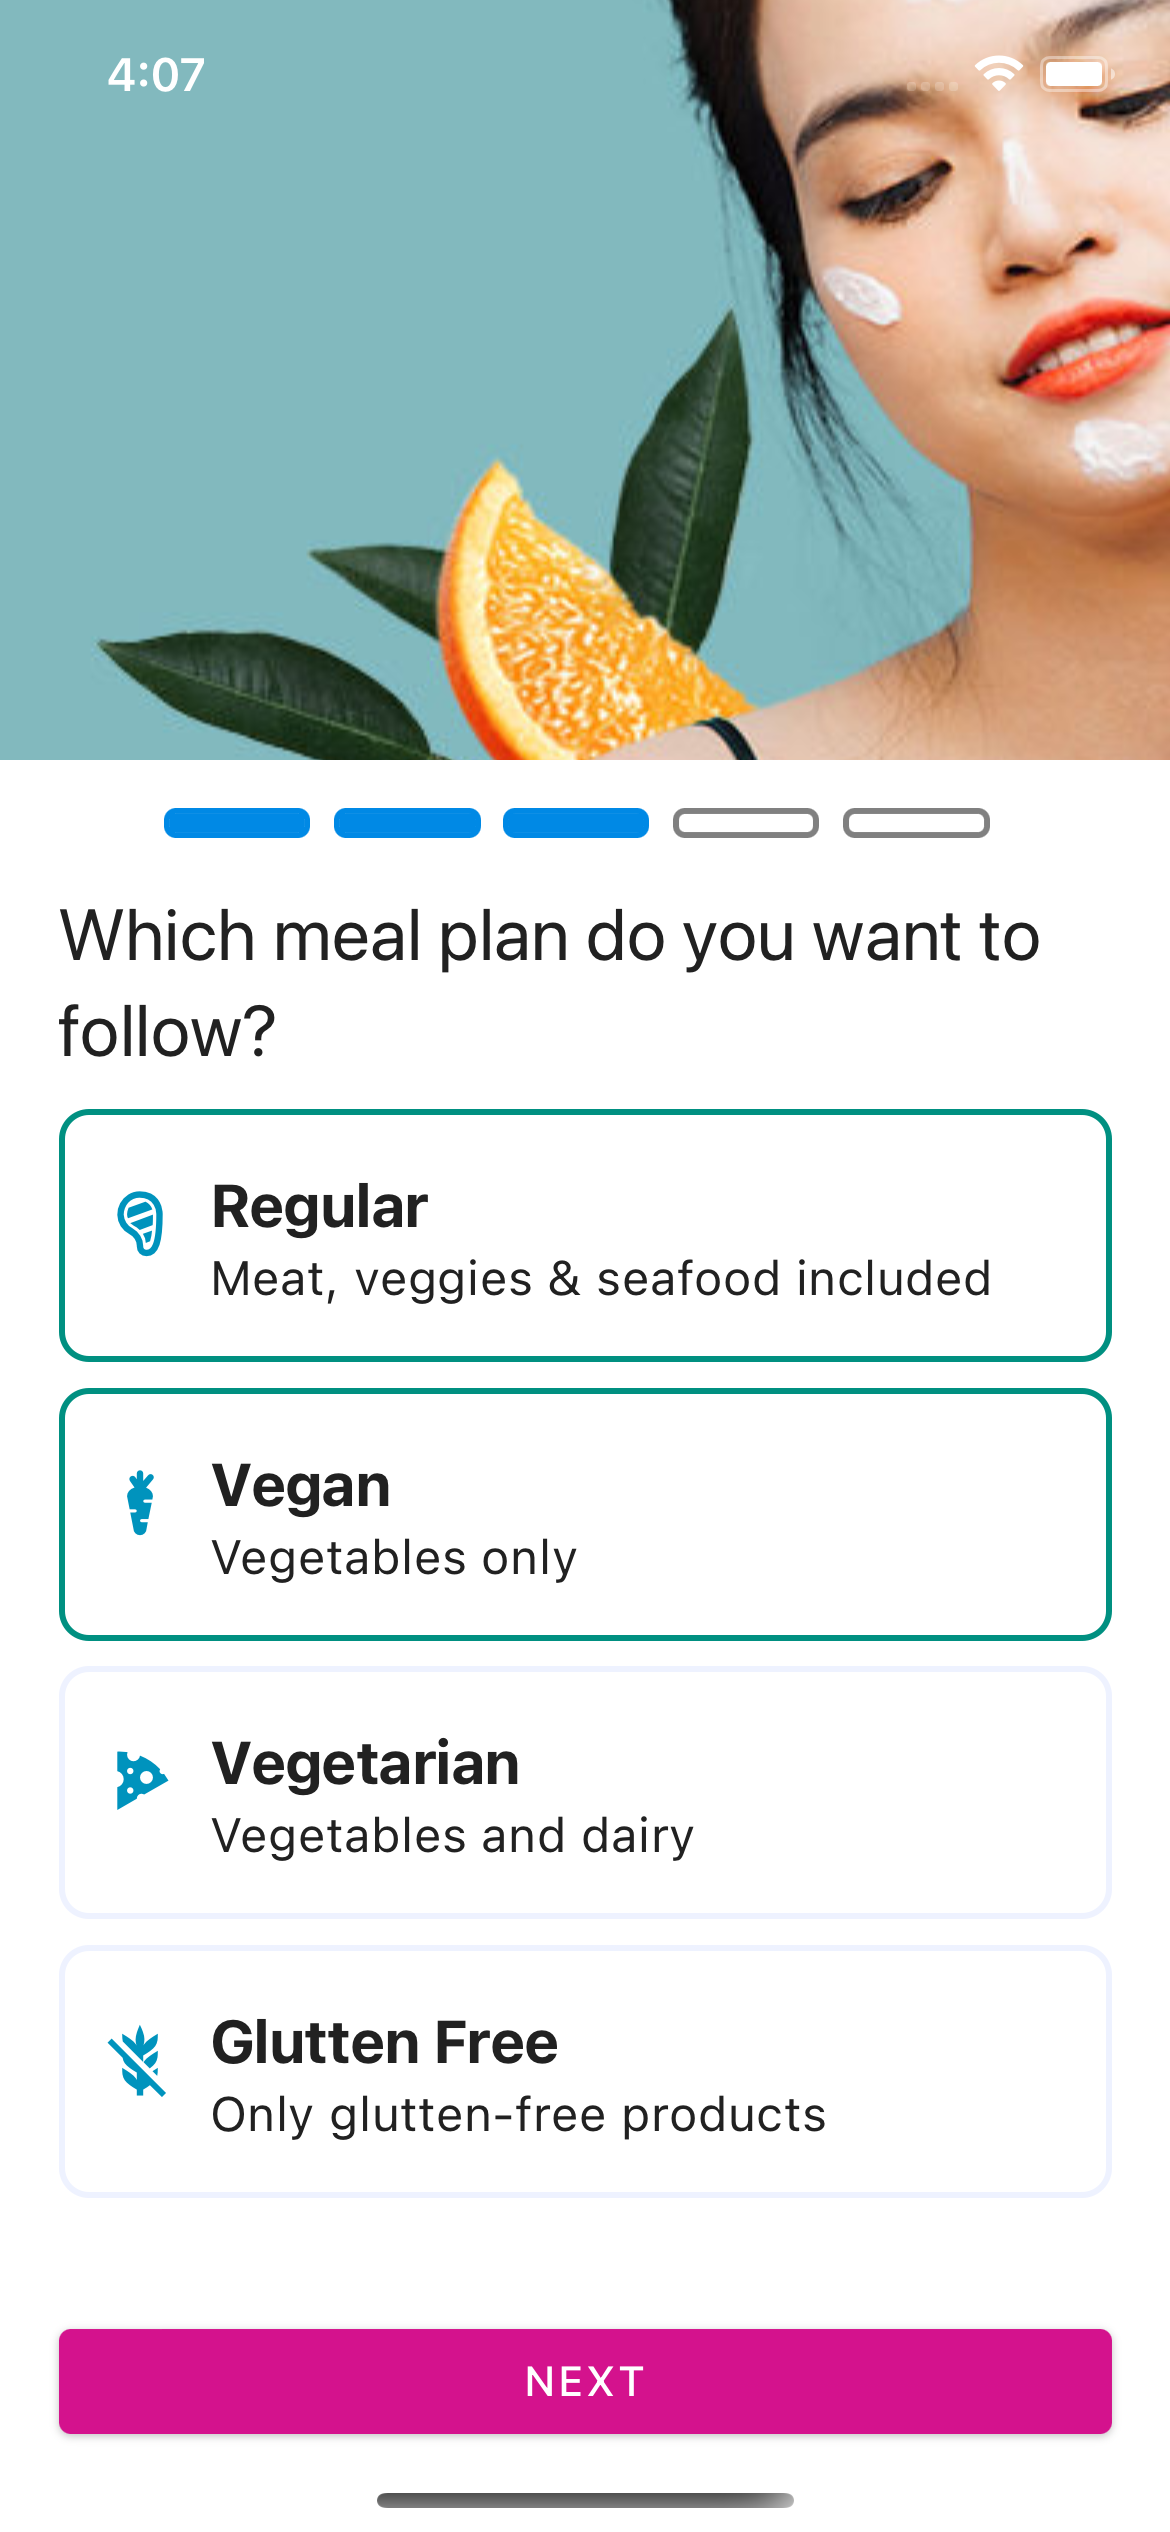 4:07
Which meal plan do you want to
follow?
Regular
Meat, veggies & seafood included
Vegan
Vegetables only
Vegetarian
Vegetables and dairy
Glutten Free
Only glutten-free products
NEXT